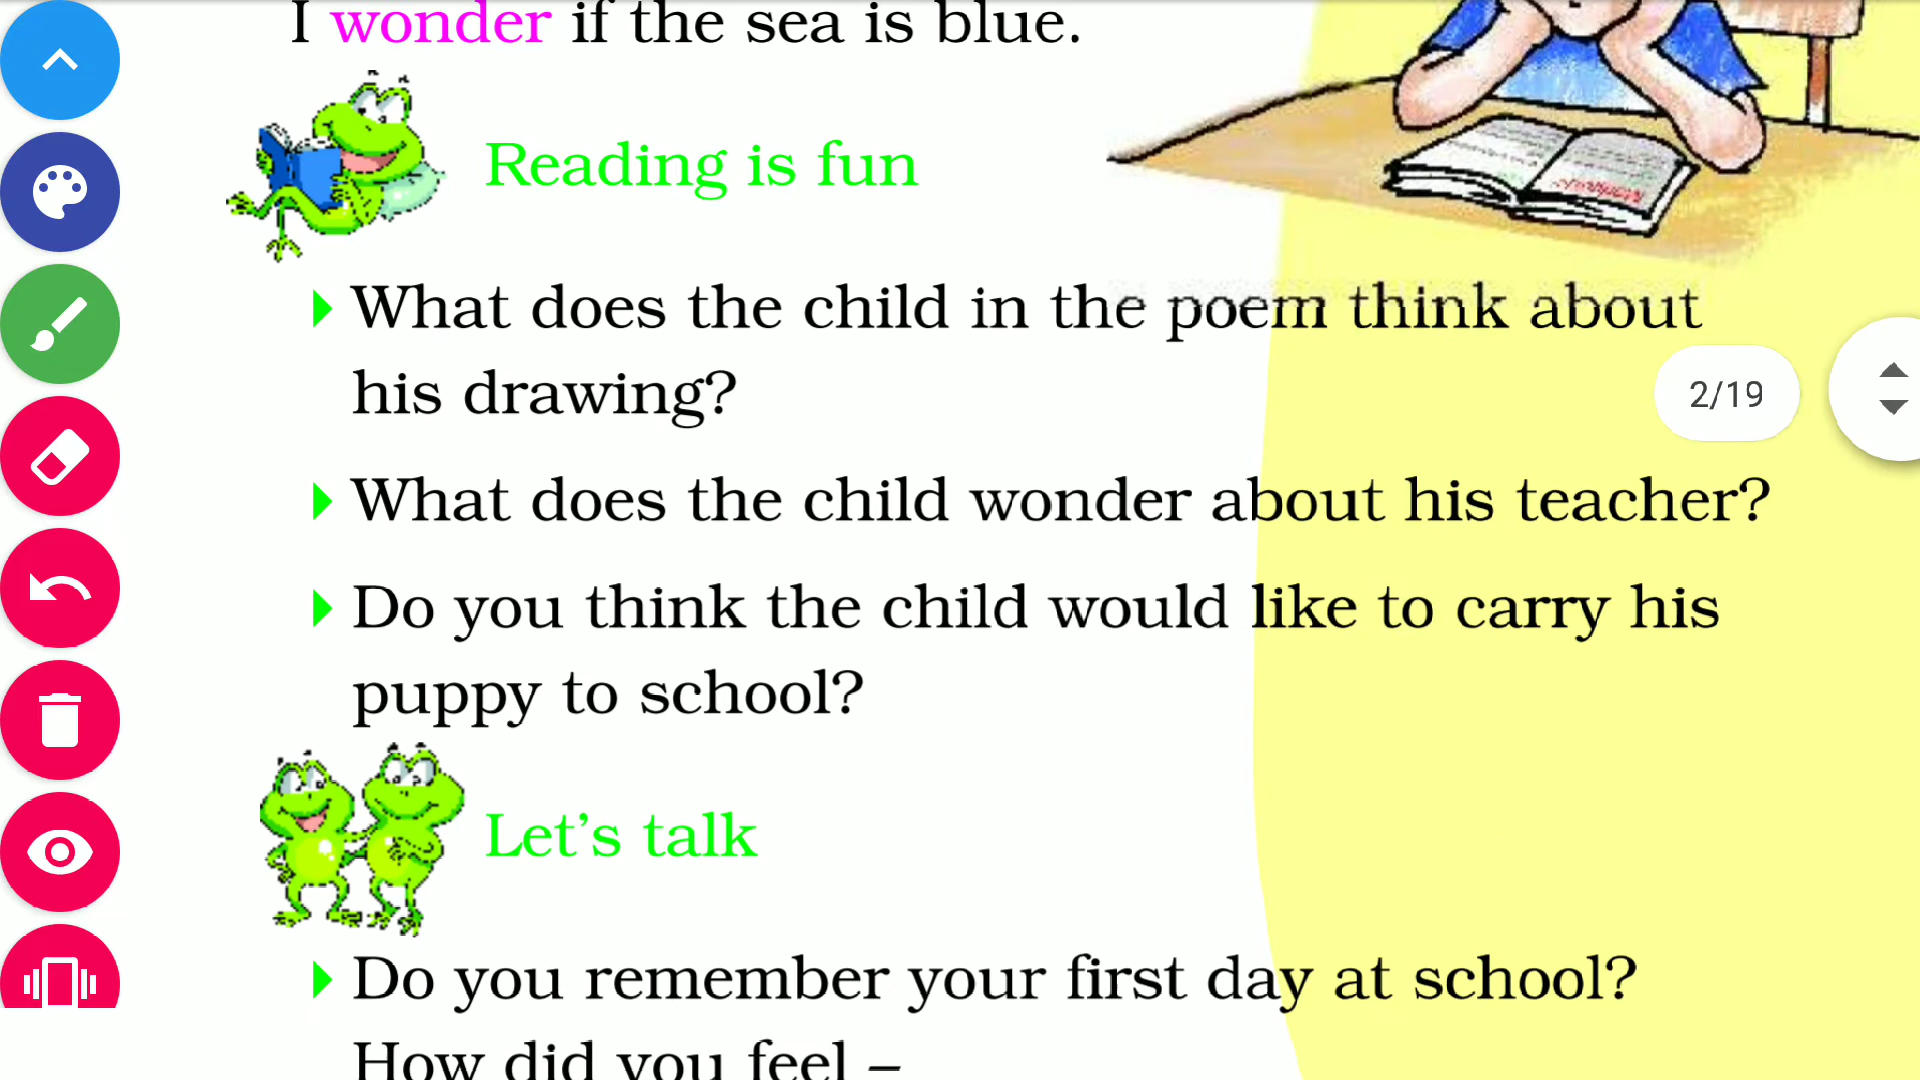 I wonder if the sea is blue.
Reading is fun
What does the child in the poem think about
his drawing?
2/19
What does the child wonder about his teacher?
Do you think the child would like to carry his
puppy to school?
Let's talk
Do you remember your first day at school?
How did you feel –